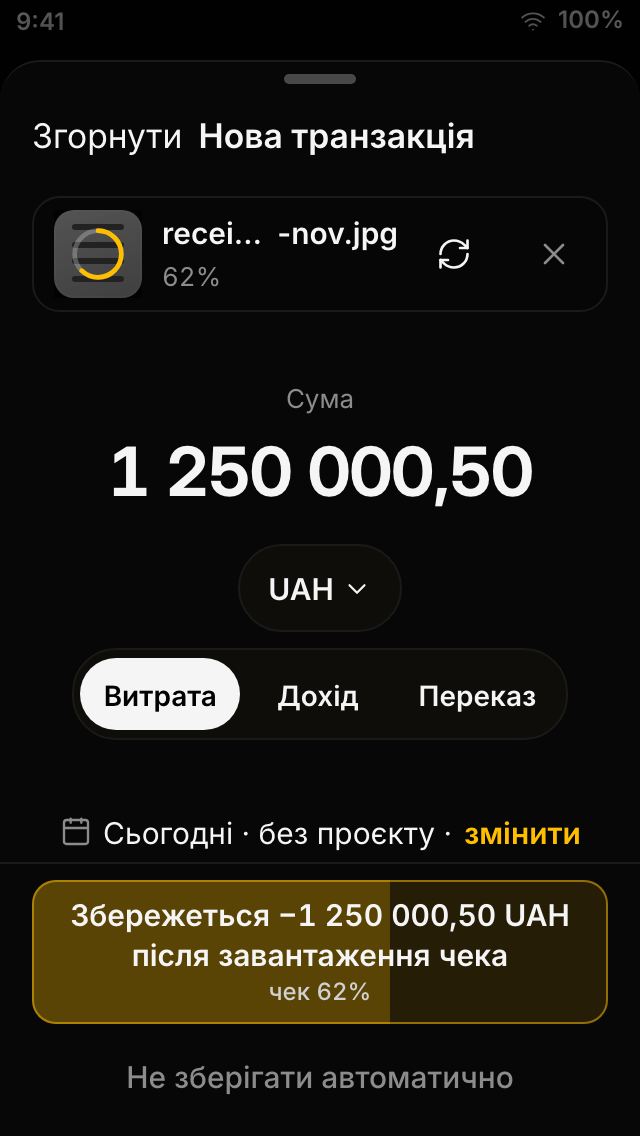 9:41 100%
Згорнути Нова транзакція
recei... -nov.jpg
62%
Сума
1 250 000,50
UAH
Витрата Дохід Переказ
Сьогодні · без проєкту · змінити
Збережеться −1 250 000,50 UAH
після завантаження чека
чек 62%
Не зберігати автоматично